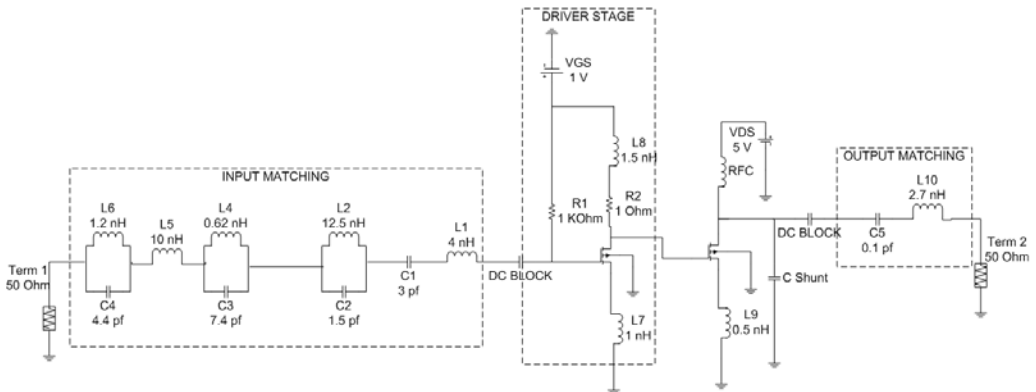 DRIVER STAGE
VGS
1 V
L8
1.5 nH
VDS
5 V
RFC
OUTPUT MATCHING
L10
2.7 nH
INPUT MATCHING
L6
1.2 nH
L5
10 nH
L4
0.62 nH
L2
12.5 nH
R1
1 KOhm
R2
1 Ohm
L1
4 nH
DC BLOCK
C1
3 pf
Term 1
50 Ohm
C4
4.4 pf
C3
7.4 pf
C2
1.5 pf
L7
1 nH
DC BLOCK
C5
0.1 pf
Term 2
50 Ohm
C Shunt
L9
0.5 nH